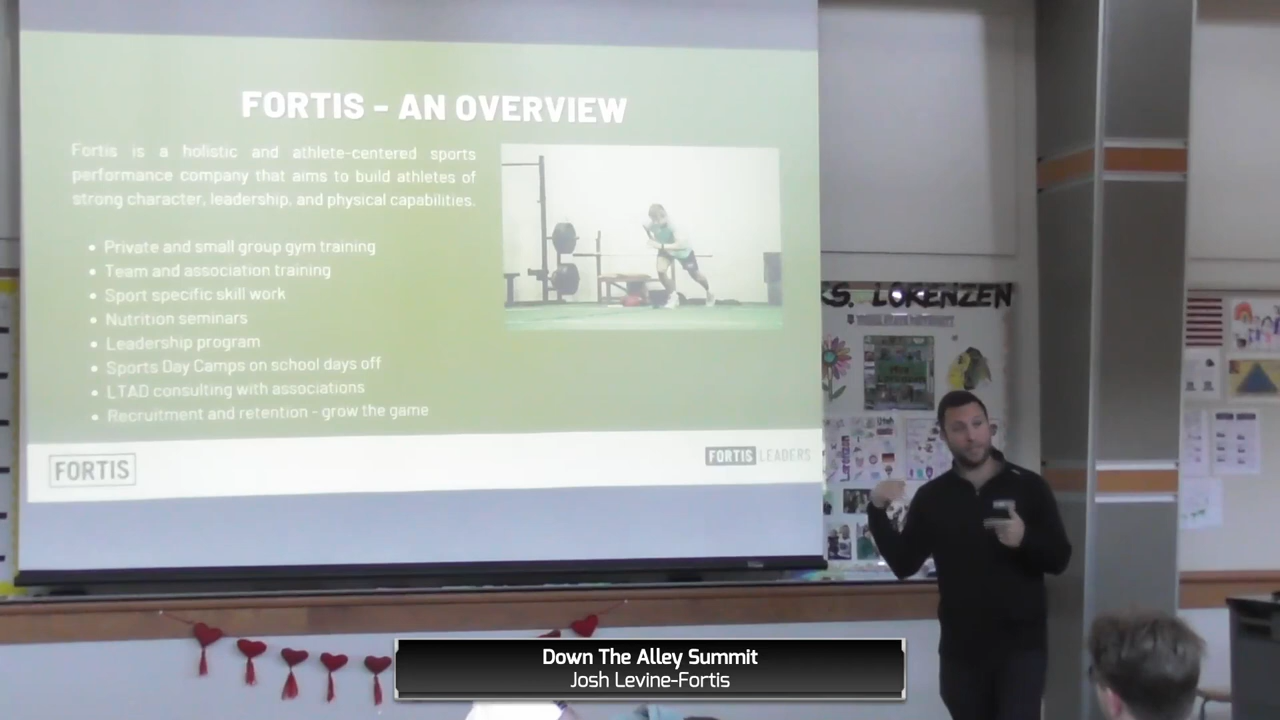 FORTIS - AN OVERVIEW
Fortis is a holistic and athlete-centered sports
performance company that aims to build athletes of
strong character, leadership, and physical capabilities.
• Private and small group gym training
• Team and association training
• Sport specific skill work
• Nutrition seminars
• Leadership program
• Sports Day Camps on school days off
• LTAD consulting with associations
• Recruitment and retention - grow the game
FORTIS
FORTIS LEADERS
S. LORENZEN
Down The Alley Summit
Josh Levine-Fortis